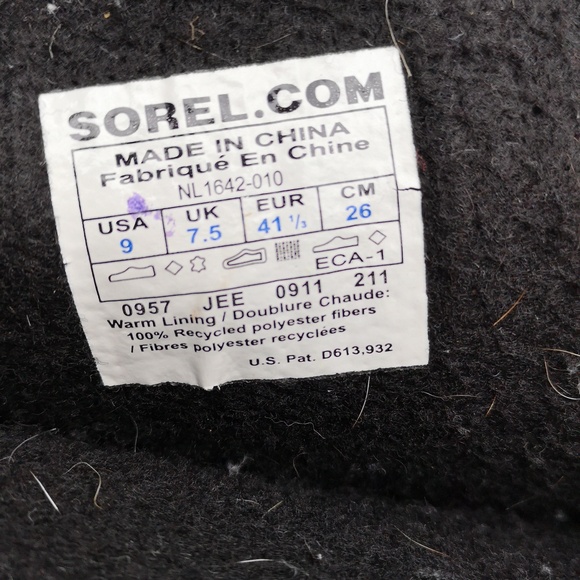 SOREL.COM
MADE IN CHINA
Fabriqué En Chine
NL1642-010
USA UK EUR CM
9 7.5 41 ⅓ 26
ECA-1
0957 JEE 0911 211
Warm Lining / Doublure Chaude:
100% Recycled polyester fibers
/ Fibres polyester recyclées
U.S. Pat. D613,932